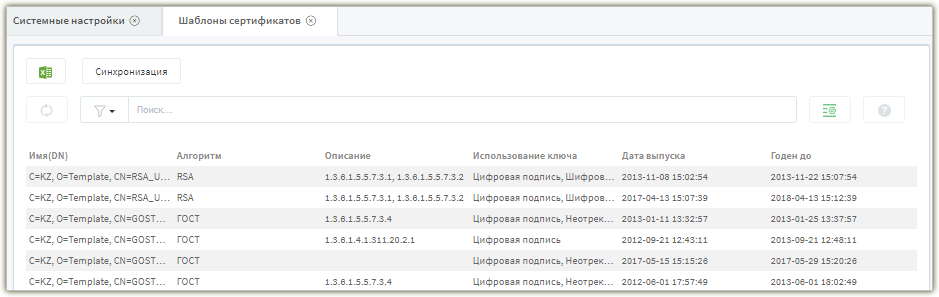 Системные настройки Шаблоны сертификатов
Синхронизация
Поиск...
Имя(DN) Алгоритм Описание Использование ключа Дата выпуска Годен до
C=KZ, O=Template, CN=RSA_U... RSA 1.3.6.1.5.5.7.3.1, 1.3.6.1.5.5.7.3.2 Цифровая подпись, Шифров... 2013-11-08 15:02:54 2013-11-22 15:07:54
C=KZ, O=Template, CN=RSA_U... RSA 1.3.6.1.5.5.7.3.1, 1.3.6.1.5.5.7.3.2 Цифровая подпись, Шифров... 2017-04-13 15:07:39 2018-04-13 15:12:39
C=KZ, O=Template, CN=GOST... ГОСТ 1.3.6.1.5.5.7.3.4 Цифровая подпись, Неотрек... 2013-01-11 13:32:57 2013-01-25 13:37:57
C=KZ, O=Template, CN=GOST... ГОСТ 1.3.6.1.4.1.311.20.2.1 Цифровая подпись 2012-09-21 12:43:11 2013-09-21 12:48:11
C=KZ, O=Template, CN=GOST... ГОСТ Цифровая подпись, Неотрек... 2017-05-15 15:15:26 2017-05-29 15:20:26
C=KZ, O=Template, CN=GOST... ГОСТ 1.3.6.1.5.5.7.3.4 Цифровая подпись, Неотрек... 2012-06-01 17:57:49 2013-06-01 18:02:49